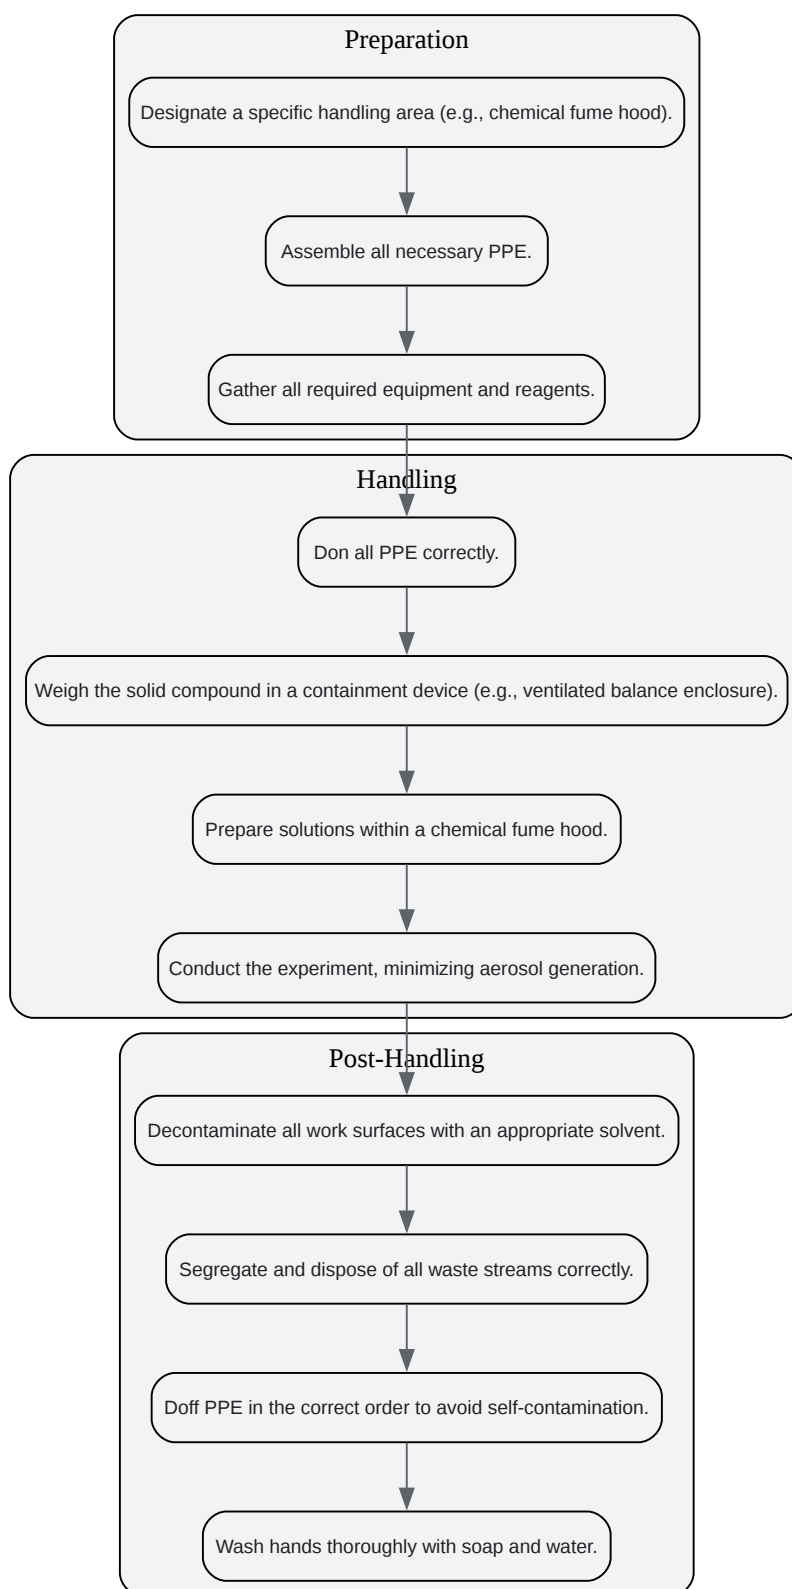 Preparation
Designate a specific handling area (e.g., chemical fume hood).
Assemble all necessary PPE.
Gather all required equipment and reagents.
Handling
Don all PPE correctly.
Weigh the solid compound in a containment device (e.g., ventilated balance enclosure).
Prepare solutions within a chemical fume hood.
Conduct the experiment, minimizing aerosol generation.
Post-Handling
Decontaminate all work surfaces with an appropriate solvent.
Segregate and dispose of all waste streams correctly.
Doff PPE in the correct order to avoid self-contamination.
Wash hands thoroughly with soap and water.